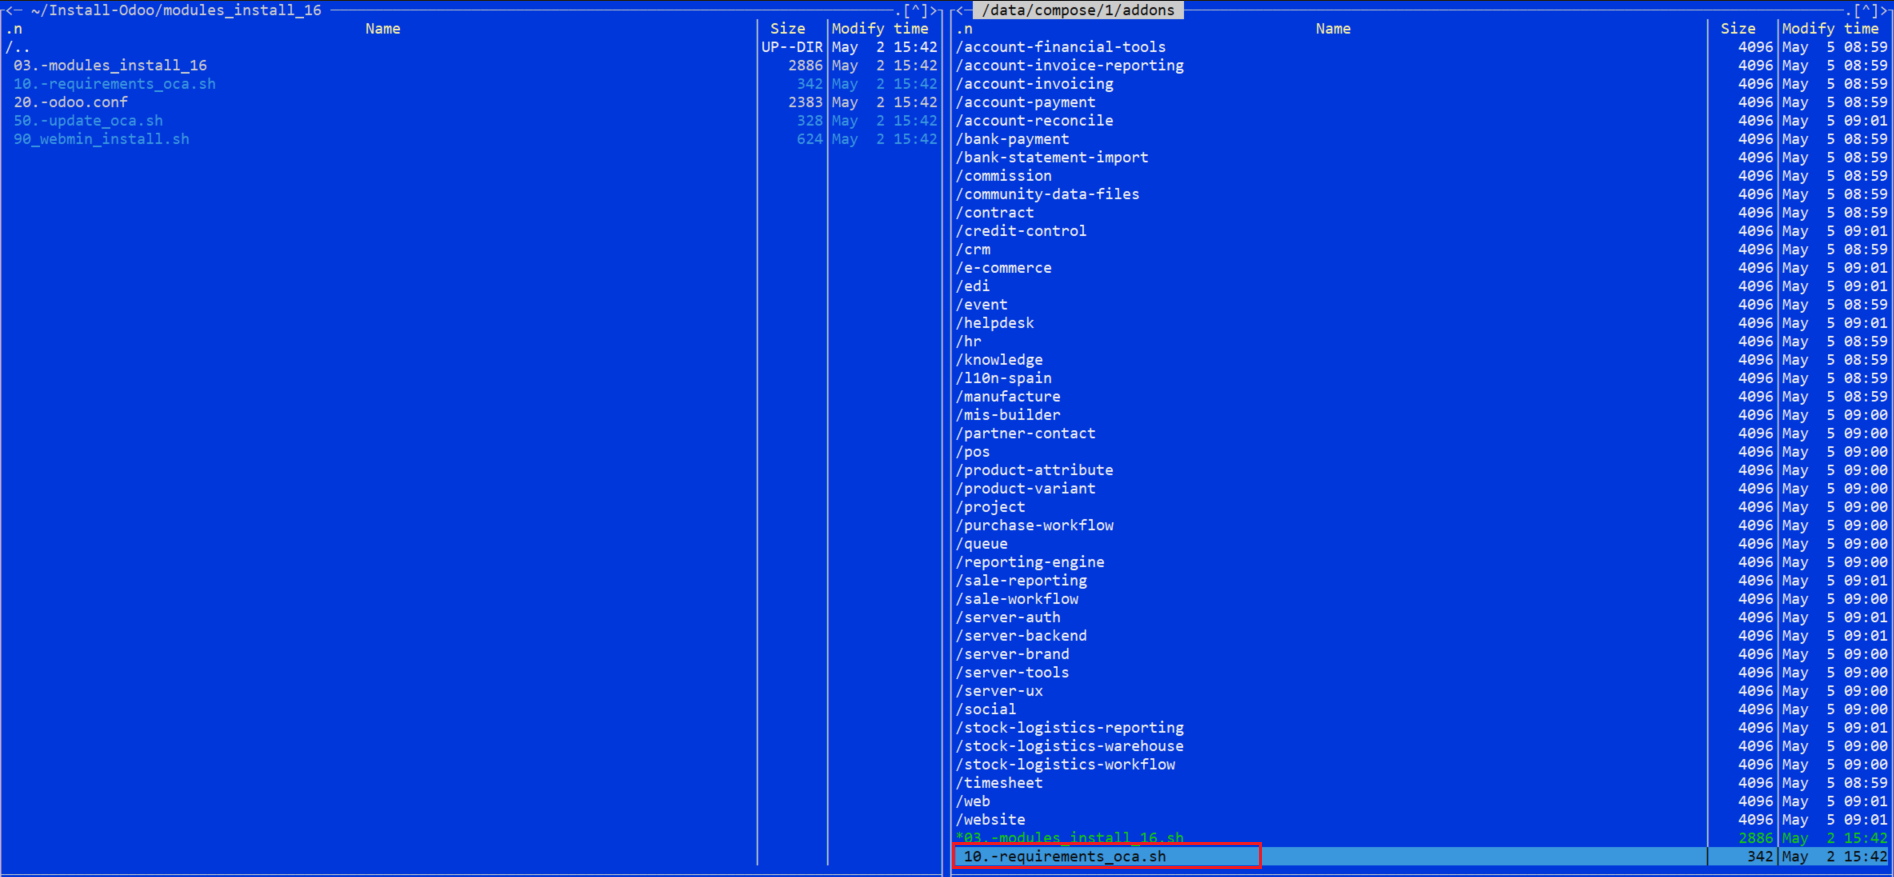 <─ ~/Install-Odoo/modules_install_16 .[^]>
.n Name Size Modify time
/.. UP--DIR May 2 15:42
03.-modules_install_16 2886 May 2 15:42
10.-requirements_oca.sh 342 May 2 15:42
20.-odoo.conf 2383 May 2 15:42
50.-update_oca.sh 328 May 2 15:42
90_webmin_install.sh 624 May 2 15:42
<─ /data/compose/1/addons .[^]>
.n Name Size Modify time
/account-financial-tools 4096 May 5 08:59
/account-invoice-reporting 4096 May 5 08:59
/account-invoicing 4096 May 5 08:59
/account-payment 4096 May 5 08:59
/account-reconcile 4096 May 5 09:01
/bank-payment 4096 May 5 08:59
/bank-statement-import 4096 May 5 08:59
/commission 4096 May 5 08:59
/community-data-files 4096 May 5 08:59
/contract 4096 May 5 08:59
/credit-control 4096 May 5 09:01
/crm 4096 May 5 08:59
/e-commerce 4096 May 5 09:01
/edi 4096 May 5 09:01
/event 4096 May 5 08:59
/helpdesk 4096 May 5 09:01
/hr 4096 May 5 08:59
/knowledge 4096 May 5 08:59
/l10n-spain 4096 May 5 08:59
/manufacture 4096 May 5 08:59
/mis-builder 4096 May 5 09:00
/partner-contact 4096 May 5 09:00
/pos 4096 May 5 09:00
/product-attribute 4096 May 5 09:00
/product-variant 4096 May 5 09:00
/project 4096 May 5 09:00
/purchase-workflow 4096 May 5 09:00
/queue 4096 May 5 09:00
/reporting-engine 4096 May 5 09:00
/sale-reporting 4096 May 5 09:01
/sale-workflow 4096 May 5 09:00
/server-auth 4096 May 5 09:01
/server-backend 4096 May 5 09:01
/server-brand 4096 May 5 09:00
/server-tools 4096 May 5 09:00
/server-ux 4096 May 5 09:00
/social 4096 May 5 09:00
/stock-logistics-reporting 4096 May 5 09:01
/stock-logistics-warehouse 4096 May 5 09:00
/stock-logistics-workflow 4096 May 5 09:00
/timesheet 4096 May 5 08:59
/web 4096 May 5 09:01
/website 4096 May 5 09:01
*03.-modules_install_16.sh 2886 May 2 15:42
10.-requirements_oca.sh 342 May 2 15:42